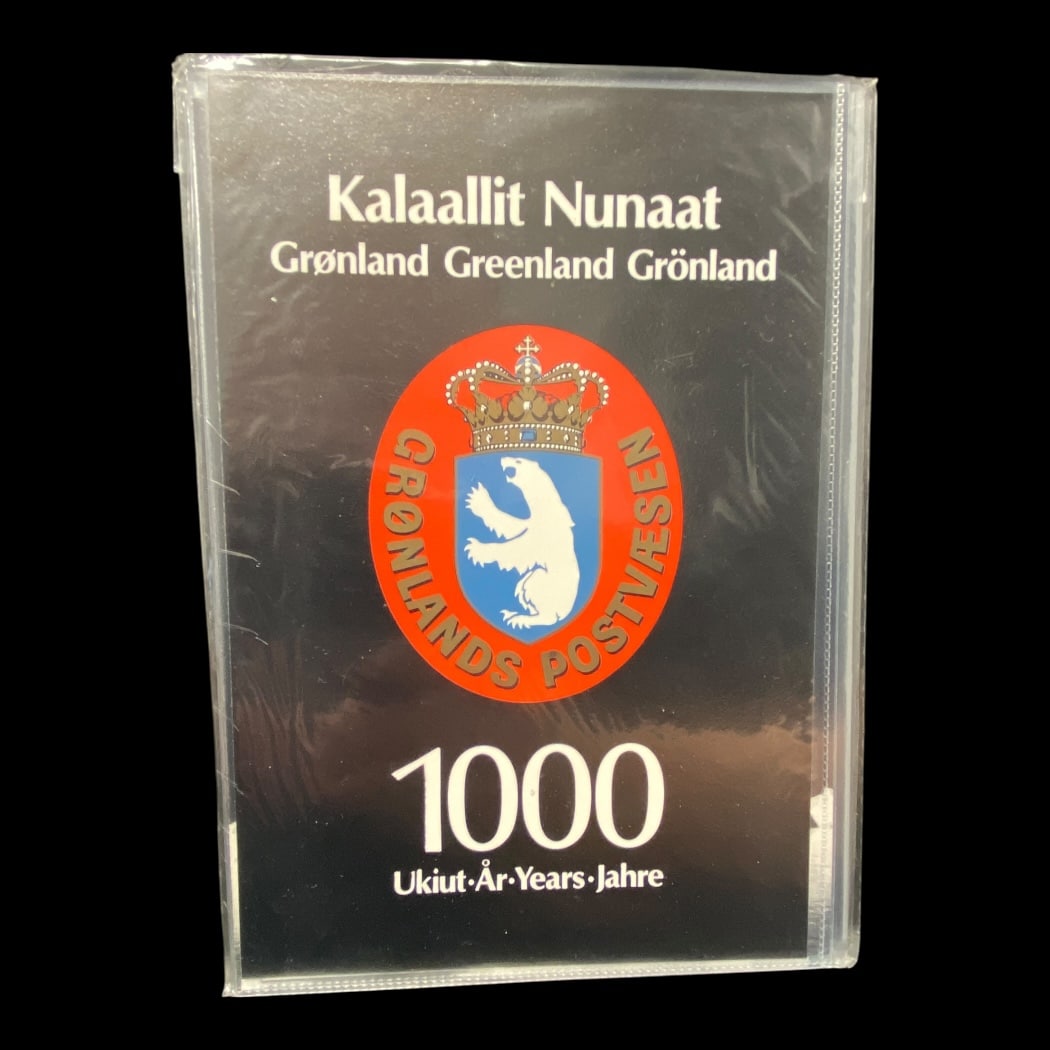 Kalaallit Nunaat
Grønland Greenland Grönland
GRØNLANDS POSTVÆSEN
1000
Ukiut·År·Years·Jahre